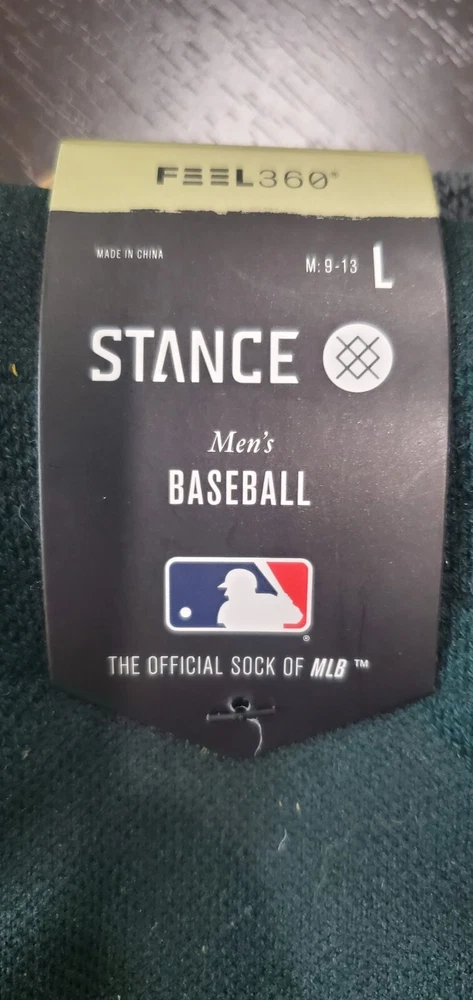 FEEL360®
MADE IN CHINA
M: 9-13 L
STANCE
Men's
BASEBALL
®
THE OFFICIAL SOCK OF MLB™